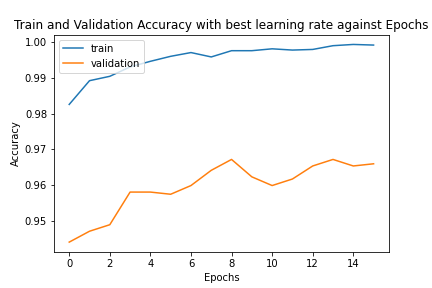 Train and Validation Accuracy with best learning rate against Epochs
1.00
train
validation
0.99
0.98
0.97
0.96
0.95
Accuracy
0 2 4 6 8 10 12 14
Epochs